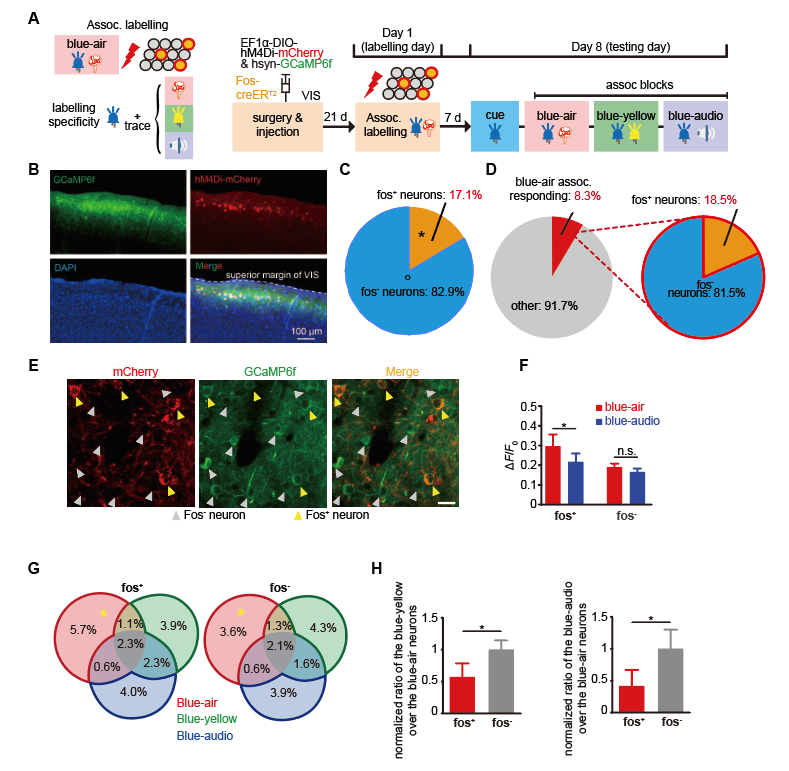 A
Assoc. labelling
blue-air
labelling
specificity
+
trace
EF1α-DIO-
hM4Di-mCherry
& hsyn-GCaMP6f
Fos-
creERT2
VIS
surgery &
injection
21 d
Day 1
(labelling day)
Assoc.
labelling
7 d
Day 8 (testing day)
assoc blocks
cue
blue-air
blue-yellow
blue-audio
B
GCaMP6f
hM4Di-mCherry
DAPI
Merge
superior margin of VIS
100 μm
C
fos+ neurons: 17.1%
*
fos- neurons: 82.9%
D
blue-air assoc.
responding: 8.3%
other: 91.7%
fos+ neurons: 18.5%
fos-
neurons: 81.5%
E
mCherry
GCaMP6f
Merge
Fos- neuron
Fos+ neuron
F
0.5
0.4
0.3
0.2
0.1
0
ΔF/F0
blue-air
blue-audio
*
n.s.
fos+
fos-
G
fos+
5.7%
1.1%
3.9%
2.3%
0.6%
2.3%
4.0%
fos-
3.6%
1.3%
4.3%
2.1%
0.6%
1.6%
3.9%
Blue-air
Blue-yellow
Blue-audio
H
normalized ratio of the blue-yellow
over the blue-air neurons
1.5
1
0.5
0
*
fos+
fos-
normalized ratio of the blue-audio
over the blue-air neurons
1.5
1
0.5
0
*
fos+
fos-